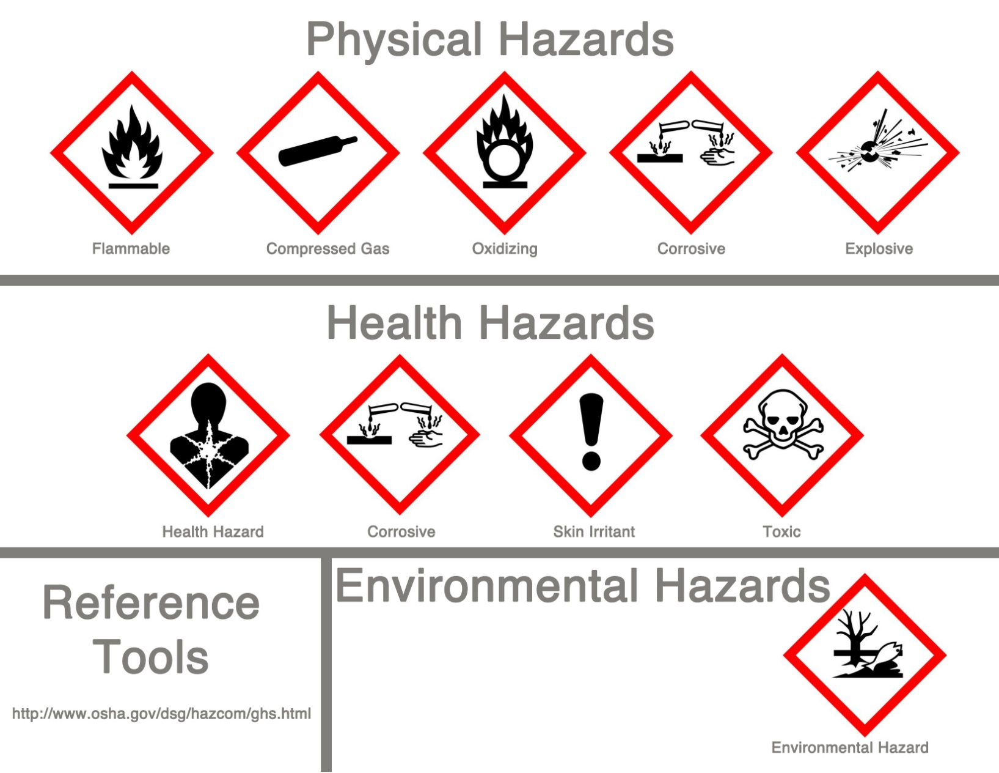 Physical Hazards
Flammable
Compressed Gas
Oxidizing
Corrosive
Explosive
Health Hazards
Health Hazard
Corrosive
Skin Irritant
Toxic
Reference
Tools
http://www.osha.gov/dsg/hazcom/ghs.html
Environmental Hazards
Environmental Hazard